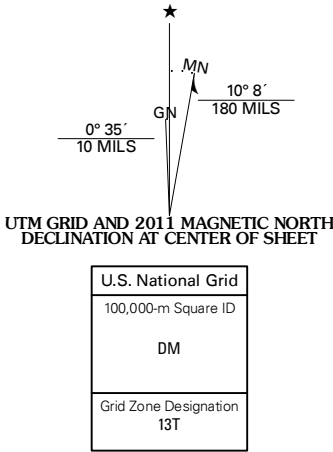 ★
MN
GN
10° 8´
180 MILS
0° 35´
10 MILS
UTM GRID AND 2011 MAGNETIC NORTH
DECLINATION AT CENTER OF SHEET
U.S. National Grid
100,000-m Square ID
DM
Grid Zone Designation
13T